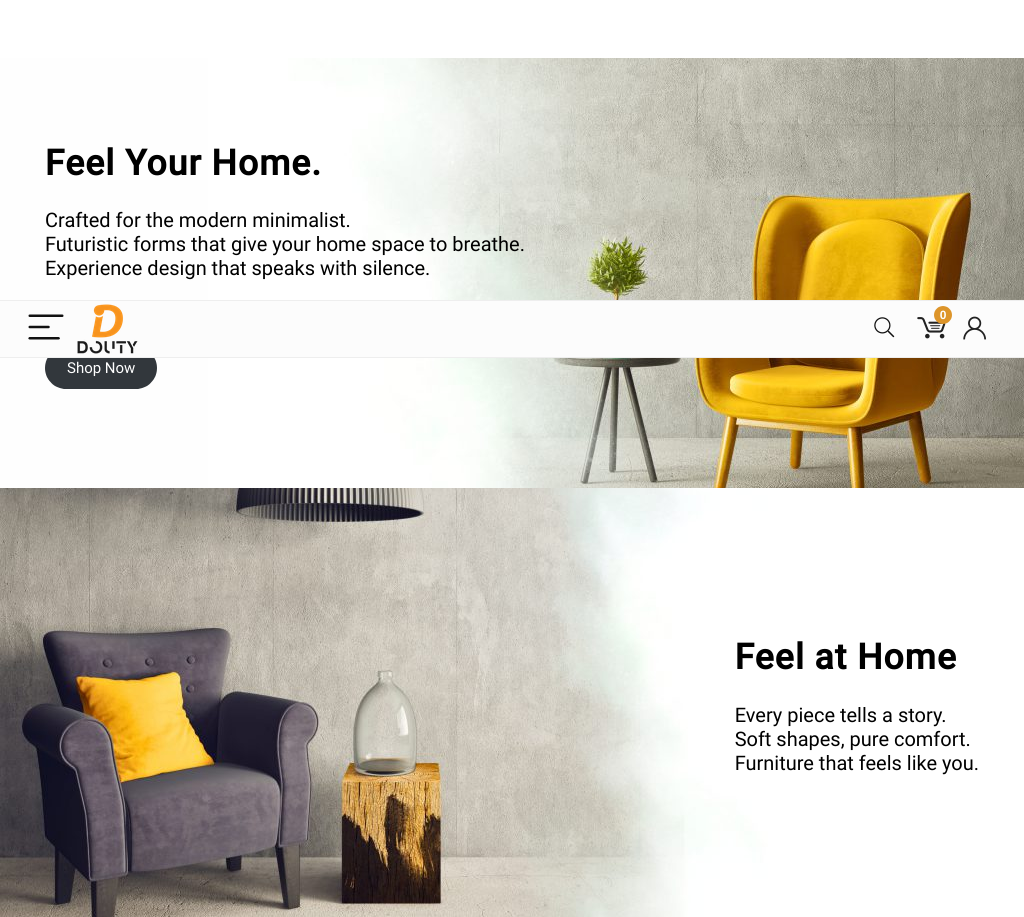 Feel Your Home.
Crafted for the modern minimalist.
Futuristic forms that give your home space to breathe.
Experience design that speaks with silence.
DOUTY
0
Shop Now
Feel at Home
Every piece tells a story.
Soft shapes, pure comfort.
Furniture that feels like you.